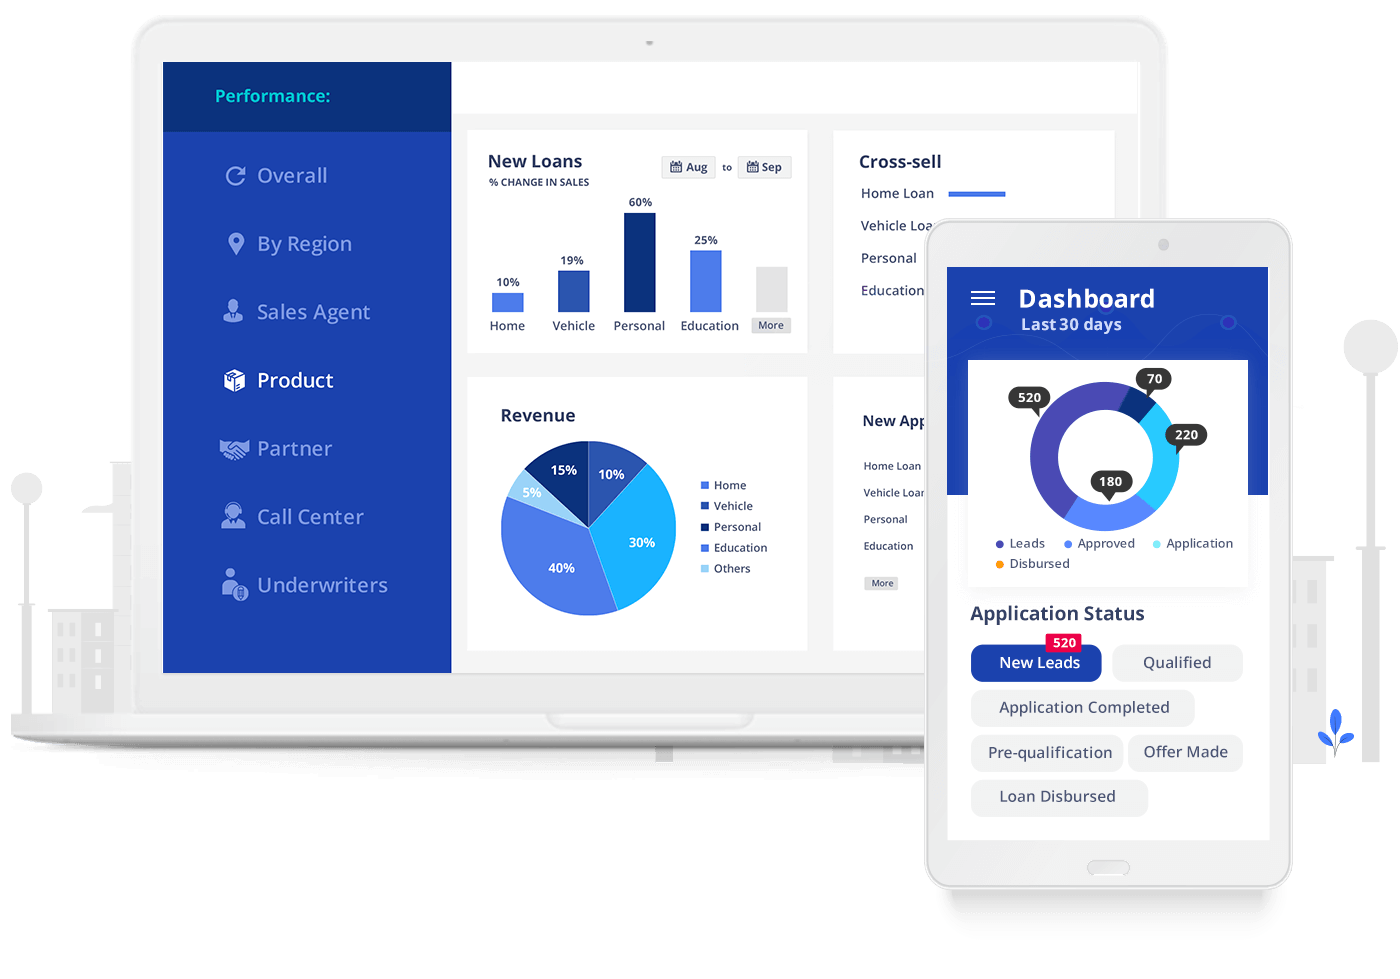 Performance:
Overall
By Region
Sales Agent
Product
Partner
Call Center
Underwriters
New Loans
% CHANGE IN SALES
Aug to Sep
60%
25%
19%
10%
Home Vehicle Personal Education More
Cross-sell
Home Loan
Vehicle Loa
Personal
Education
Revenue
15%
10%
5%
30%
40%
Home
Vehicle
Personal
Education
Others
New App
Home Loan
Vehicle Loan
Personal
Education
More
Dashboard
Last 30 days
70
520
220
180
Leads Approved Application
Disbursed
Application Status
520
New Leads Qualified
Application Completed
Pre-qualification Offer Made
Loan Disbursed